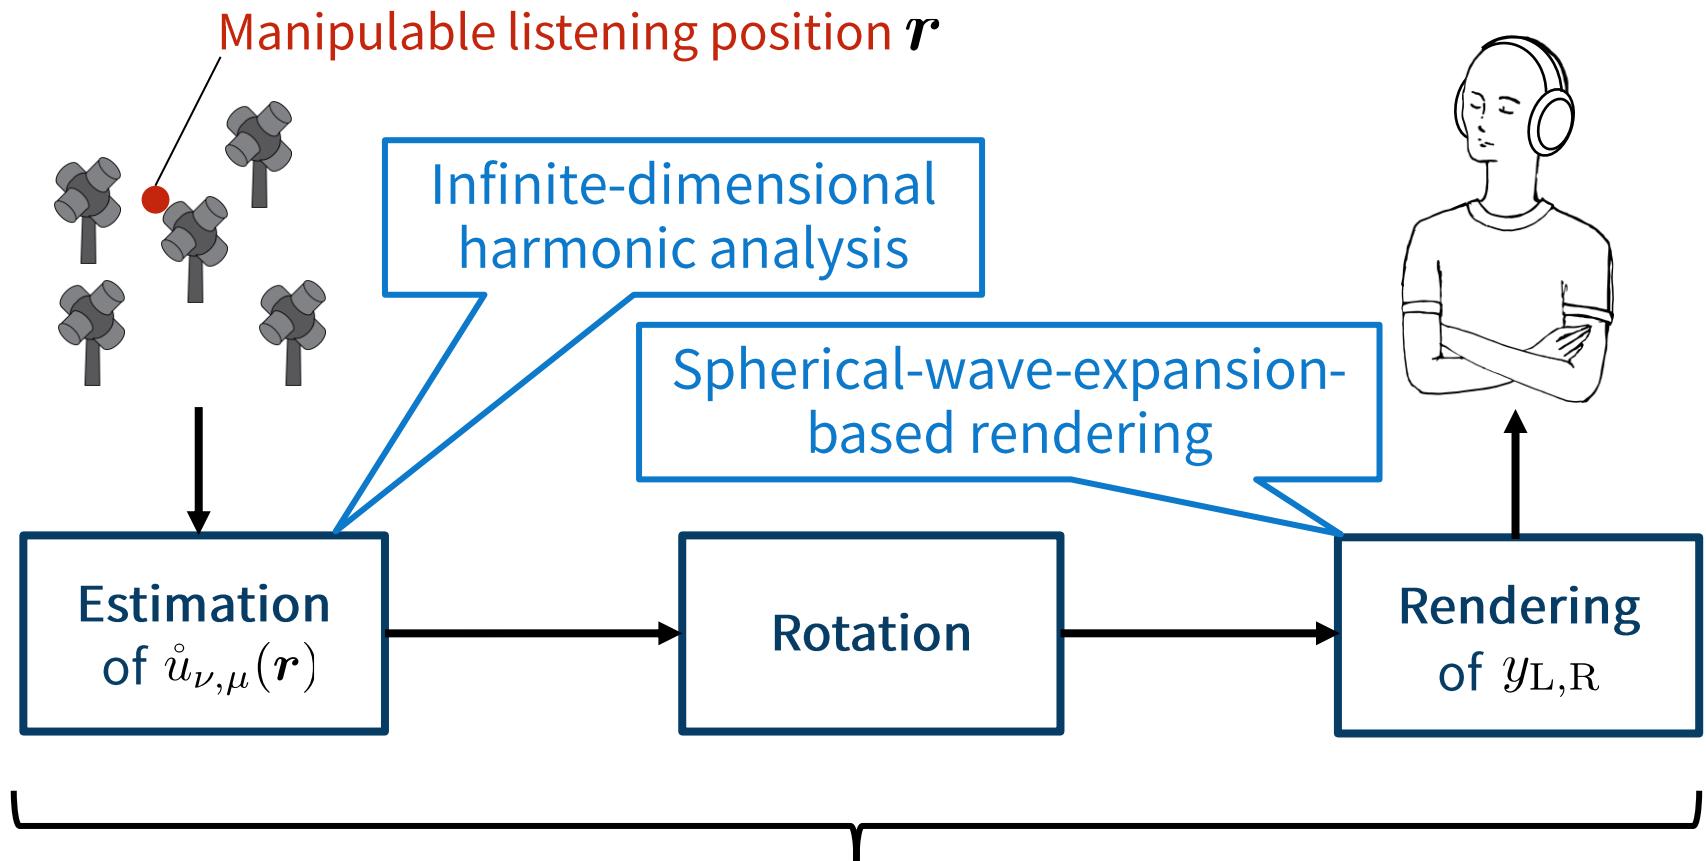 Manipulable listening position r
Infinite-dimensional
harmonic analysis
Spherical-wave-expansion-
based rendering
Estimation
of ů_{ν,μ}(r)
Rotation
Rendering
of y_{L,R}